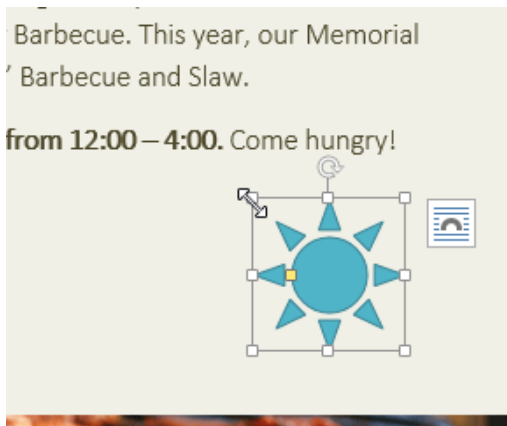 Barbecue. This year, our Memorial
” Barbecue and Slaw.
from 12:00 – 4:00. Come hungry!